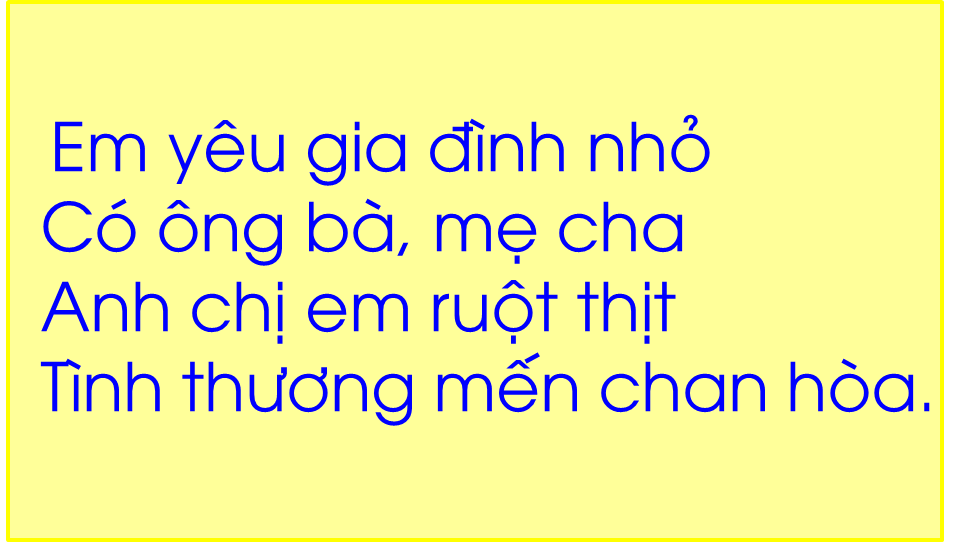 Em yêu gia đình nhỏ
Có ông bà, mẹ cha
Anh chị em ruột thịt
Tình thương mến chan hòa.